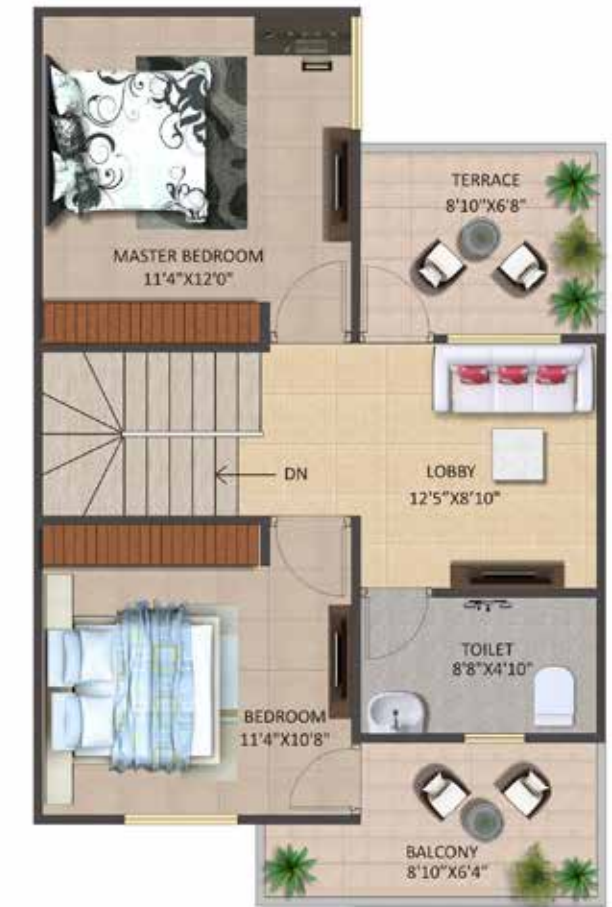 TERRACE
8'10"X6'8"
MASTER BEDROOM
11'4"X12'0"
DN
LOBBY
12'5"X8'10"
TOILET
8'8"X4'10"
BEDROOM
11'4"X10'8"
BALCONY
8'10"X6'4"